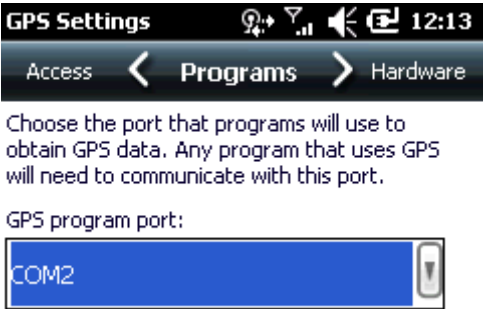 GPS Settings 12:13
Access Programs Hardware
Choose the port that programs will use to
obtain GPS data. Any program that uses GPS
will need to communicate with this port.
GPS program port:
COM2